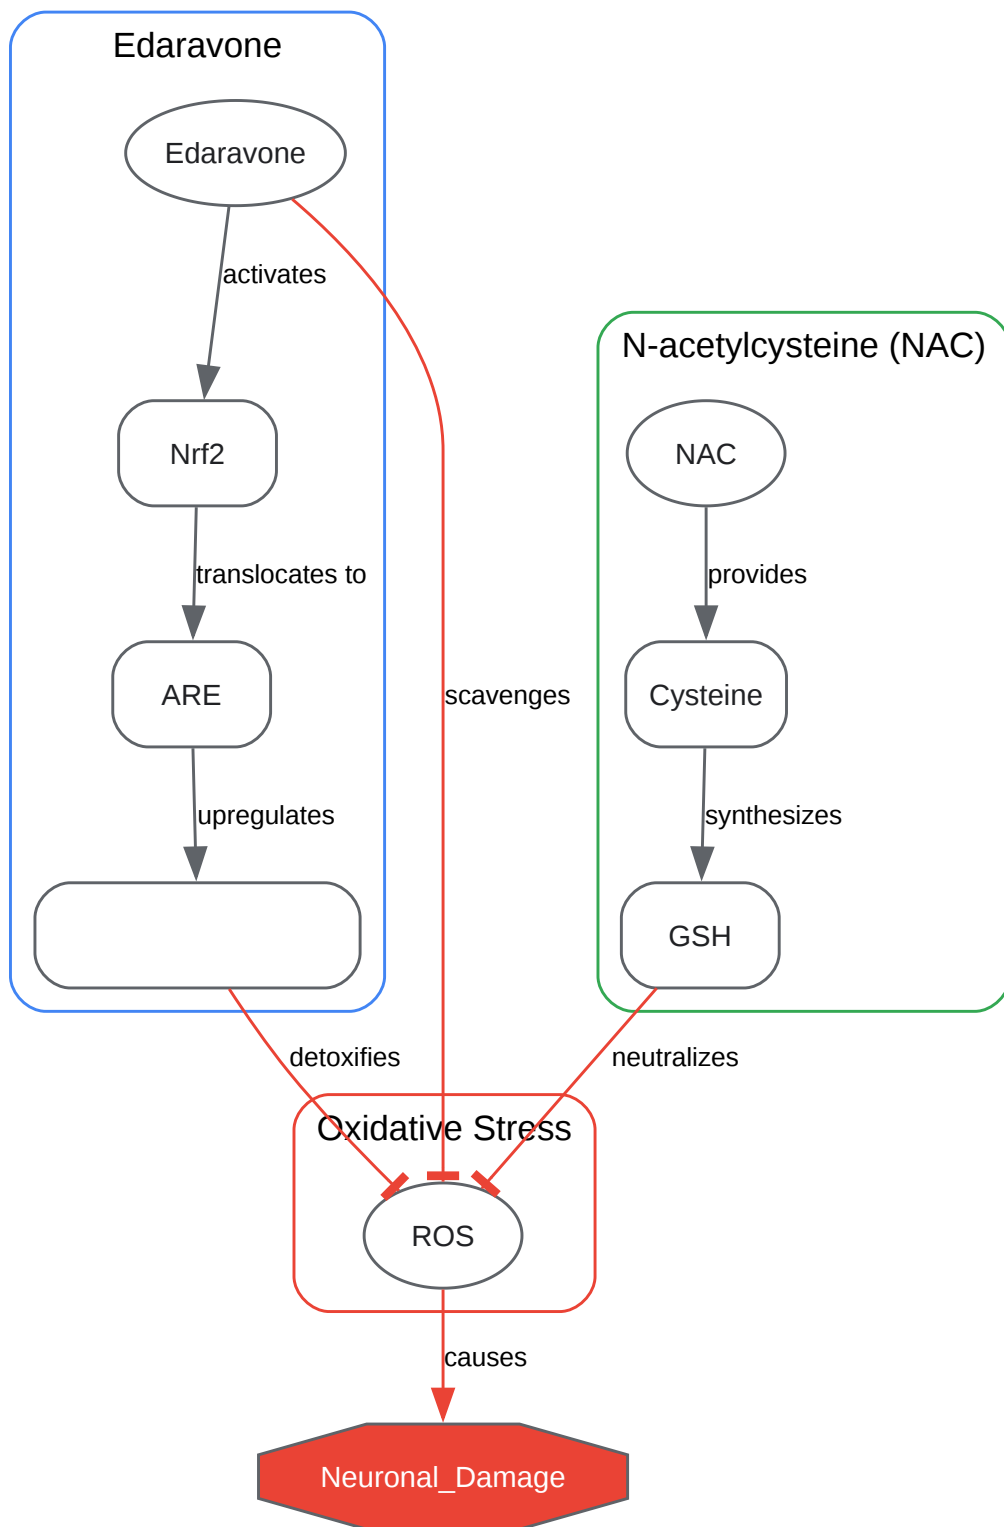 Edaravone
Edaravone
activates
N-acetylcysteine (NAC)
Nrf2
NAC
translocates to
provides
ARE
scavenges
Cysteine
upregulates
synthesizes
GSH
detoxifies
neutralizes
Oxidative Stress
ROS
causes
Neuronal_Damage